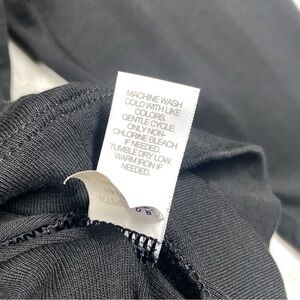 MACHINE WASH
COLD WITH LIKE
COLORS.
GENTLE CYCLE.
ONLY NON-
CHLORINE BLEACH
IF NEEDED.
TUMBLE DRY LOW.
WARM IRON IF
NEEDED.